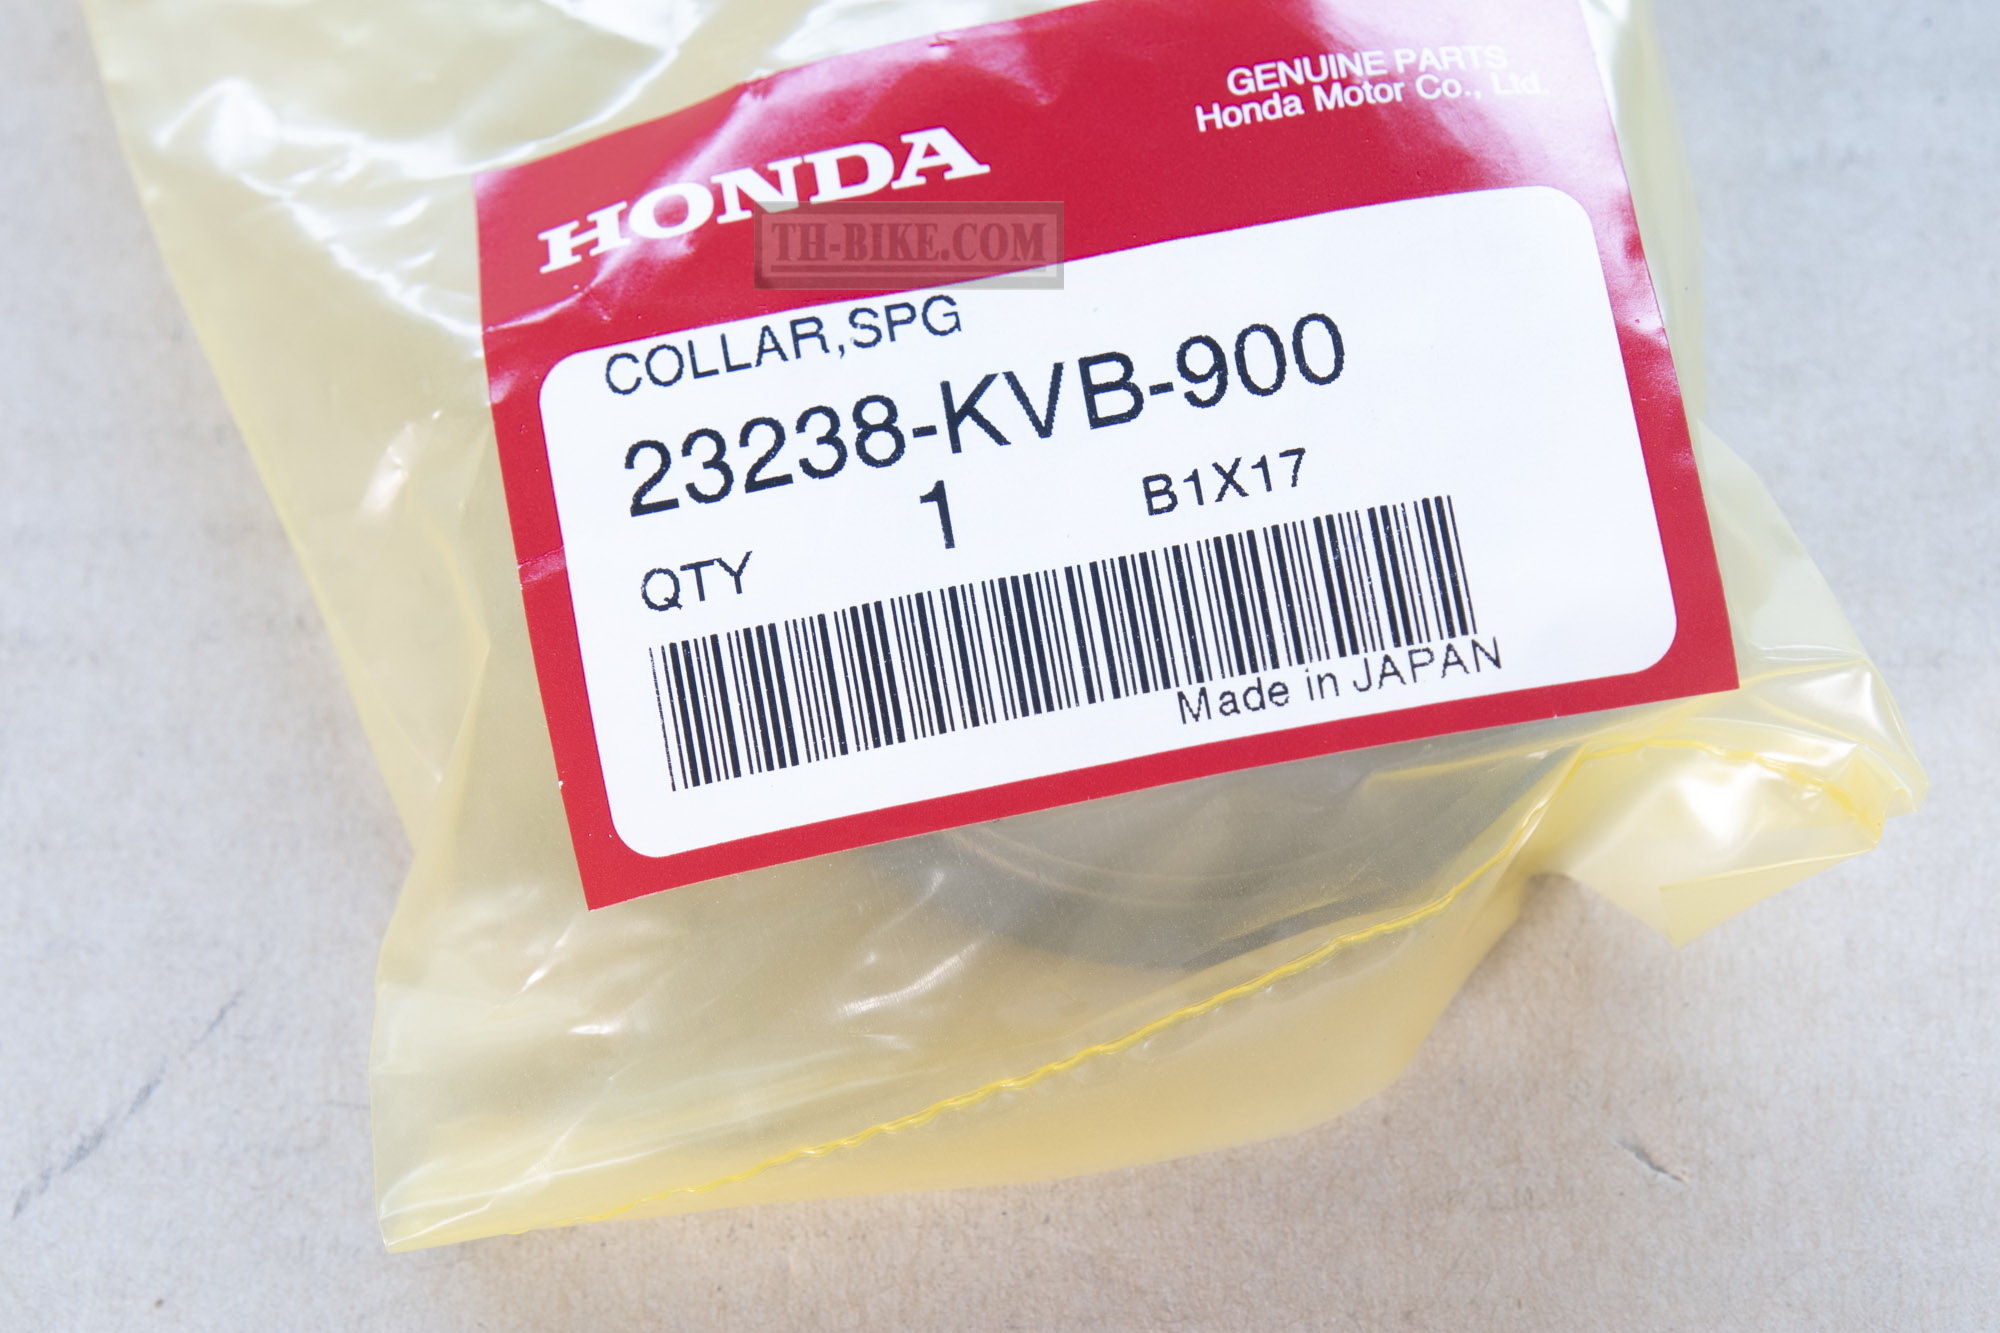 GENUINE PARTS
Honda Motor Co., Ltd.
HONDA
TH-BIKE.COM
COLLAR,SPG
23238-KVB-900
1 B1X17
QTY
Made in JAPAN